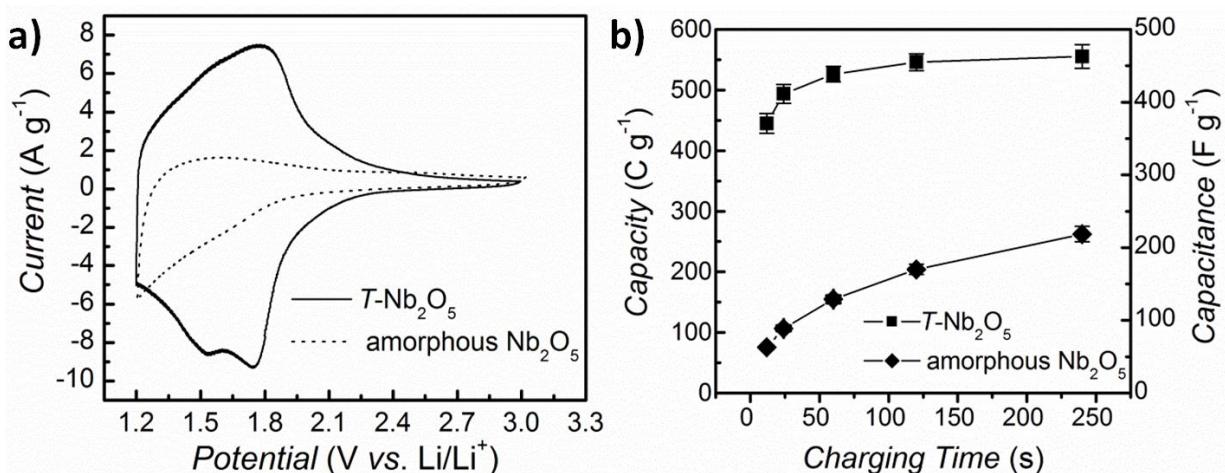 a)
8
6
4
2
0
-2
-4
-6
-8
-10
Current (A g⁻¹)
1.2 1.5 1.8 2.1 2.4 2.7 3.0 3.3
Potential (V vs. Li/Li⁺)
T-Nb₂O₅
amorphous Nb₂O₅
b)
600
500
400
300
200
100
0
Capacity (C g⁻¹)
500
400
300
200
100
0
Capacitance (F g⁻¹)
0 50 100 150 200 250
Charging Time (s)
T-Nb₂O₅
amorphous Nb₂O₅